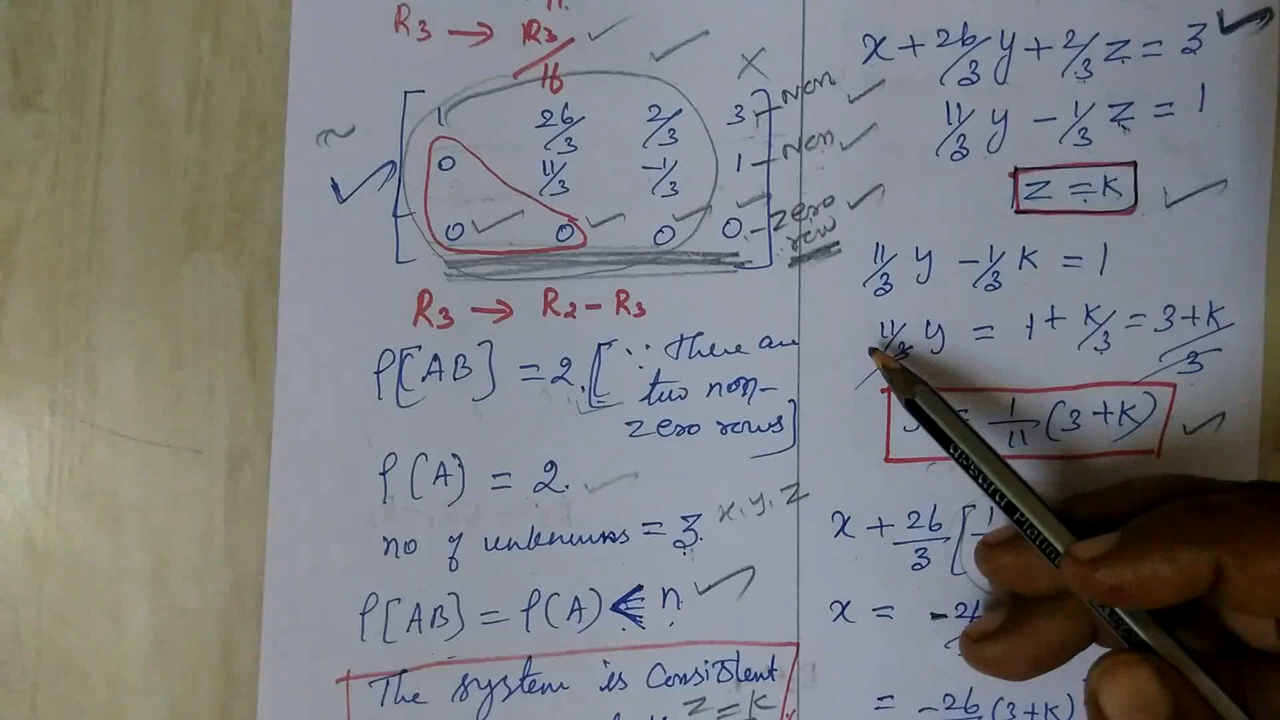 R3 → R3/16
~ [ 1 26/3 2/3 3 ] Non
0 11/3 -1/3 1 Non
0 0 0 0 Zero row
R3 → R2 - R3
ρ[AB] = 2. [∵ There are
two non-
zero rows]
ρ(A) = 2.
no of unknowns = 3. x, y, z
ρ[AB] = ρ(A) < n.
The system is Consistent
z = k
x + 26/3 y + 2/3 z = 3
11/3 y - 1/3 z = 1
z = k
11/3 y - 1/3 k = 1
11/3 y = 1 + k/3 = 3+k/3
= 1/11 (3+k)
x + 26/3 [
x =
= -26 (3+k)